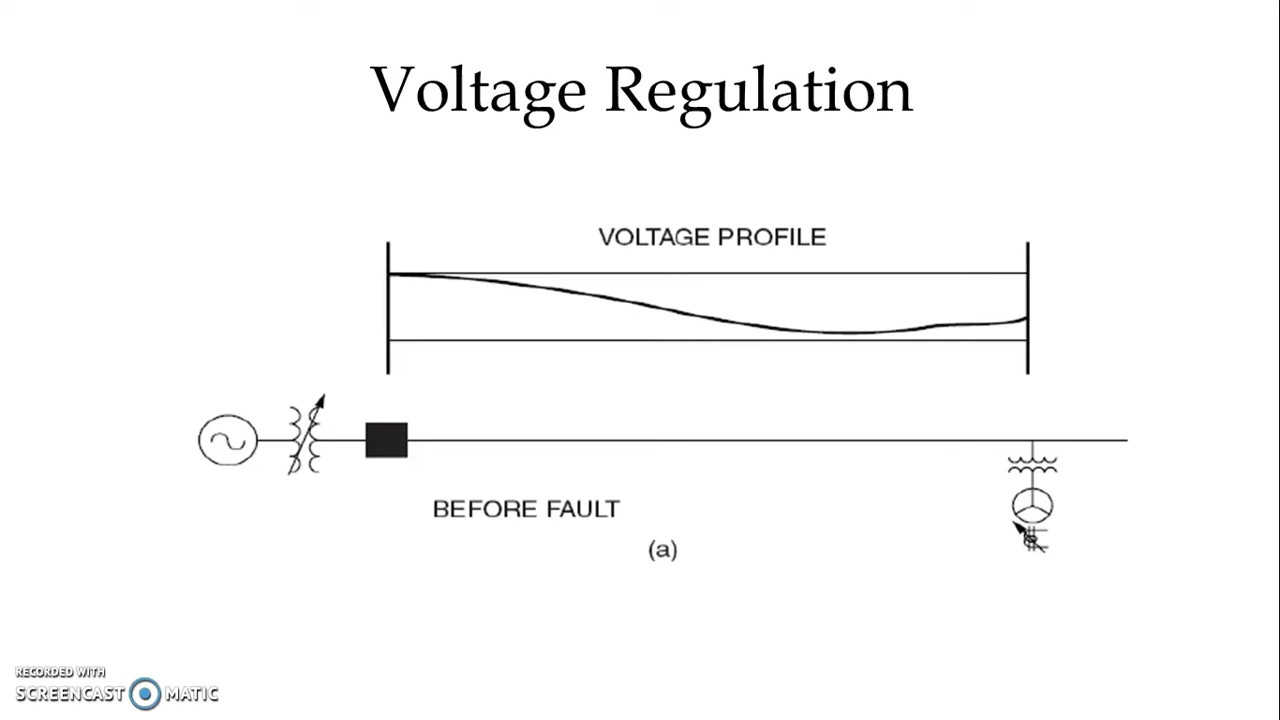 Voltage Regulation
VOLTAGE PROFILE
BEFORE FAULT
(a)
RECORDED WITH
SCREENCAST MATIC